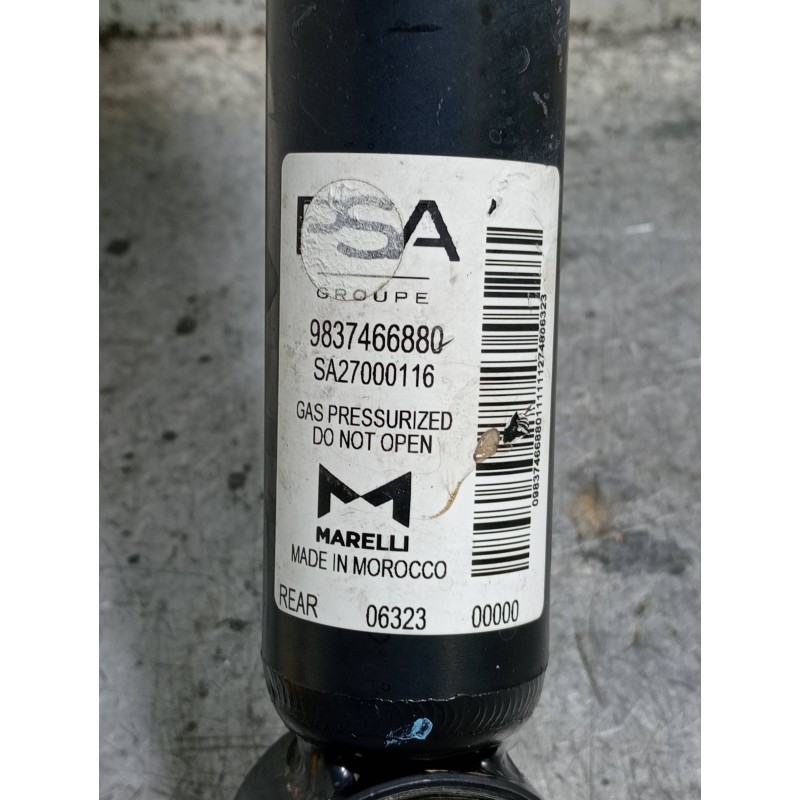 PSA
GROUPE
9837466880
SA27000116
GAS PRESSURIZED
DO NOT OPEN
MARELLI
MADE IN MOROCCO
REAR 06323 00000